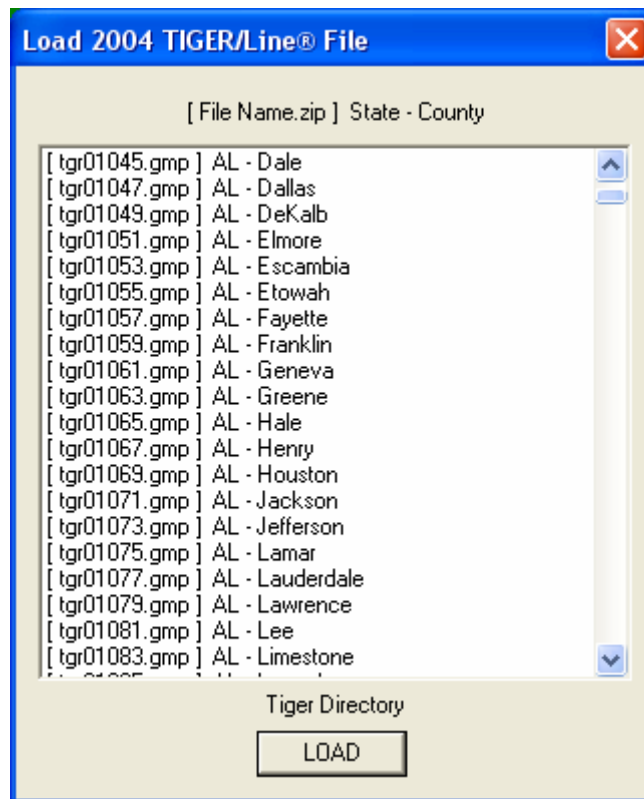 Load 2004 TIGER/Line® File
[ File Name.zip ] State - County
[ tgr01045.gmp ] AL - Dale
[ tgr01047.gmp ] AL - Dallas
[ tgr01049.gmp ] AL - DeKalb
[ tgr01051.gmp ] AL - Elmore
[ tgr01053.gmp ] AL - Escambia
[ tgr01055.gmp ] AL - Etowah
[ tgr01057.gmp ] AL - Fayette
[ tgr01059.gmp ] AL - Franklin
[ tgr01061.gmp ] AL - Geneva
[ tgr01063.gmp ] AL - Greene
[ tgr01065.gmp ] AL - Hale
[ tgr01067.gmp ] AL - Henry
[ tgr01069.gmp ] AL - Houston
[ tgr01071.gmp ] AL - Jackson
[ tgr01073.gmp ] AL - Jefferson
[ tgr01075.gmp ] AL - Lamar
[ tgr01077.gmp ] AL - Lauderdale
[ tgr01079.gmp ] AL - Lawrence
[ tgr01081.gmp ] AL - Lee
[ tgr01083.gmp ] AL - Limestone
Tiger Directory
LOAD